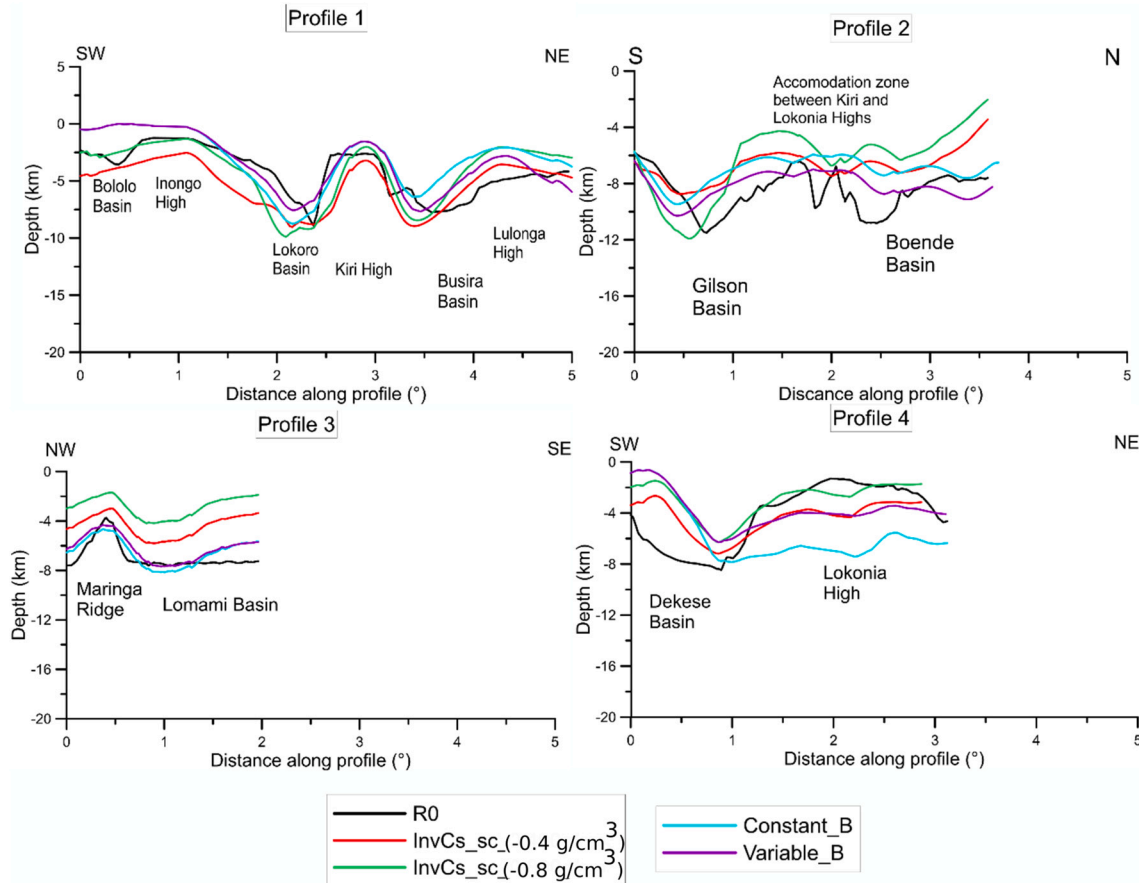 Profile 1
SW
NE
5
0
-5
-10
-15
-20
Depth (km)
Bololo
Basin
Inongo
High
Lokoro
Basin
Kiri High
Busira
Basin
Lulonga
High
0
1
2
3
4
5
Distance along profile (°)
Profile 2
S
N
0
-4
-8
-12
-16
-20
Depth (km)
Accomodation zone
between Kiri and
Lokonia Highs
Gilson
Basin
Boende
Basin
0
1
2
3
4
5
Discance along profile (°)
Profile 3
NW
SE
0
-4
-8
-12
-16
-20
Depth (km)
Maringa
Ridge
Lomami Basin
0
1
2
3
4
5
Distance along profile (°)
Profile 4
SW
NE
0
-4
-8
-12
-16
-20
Depth (km)
Dekese
Basin
Lokonia
High
0
1
2
3
4
5
Distance along profile (°)
R0
InvCs_sc_(-0.4 g/cm3)
InvCs_sc_(-0.8 g/cm3)
Constant_B
Variable_B